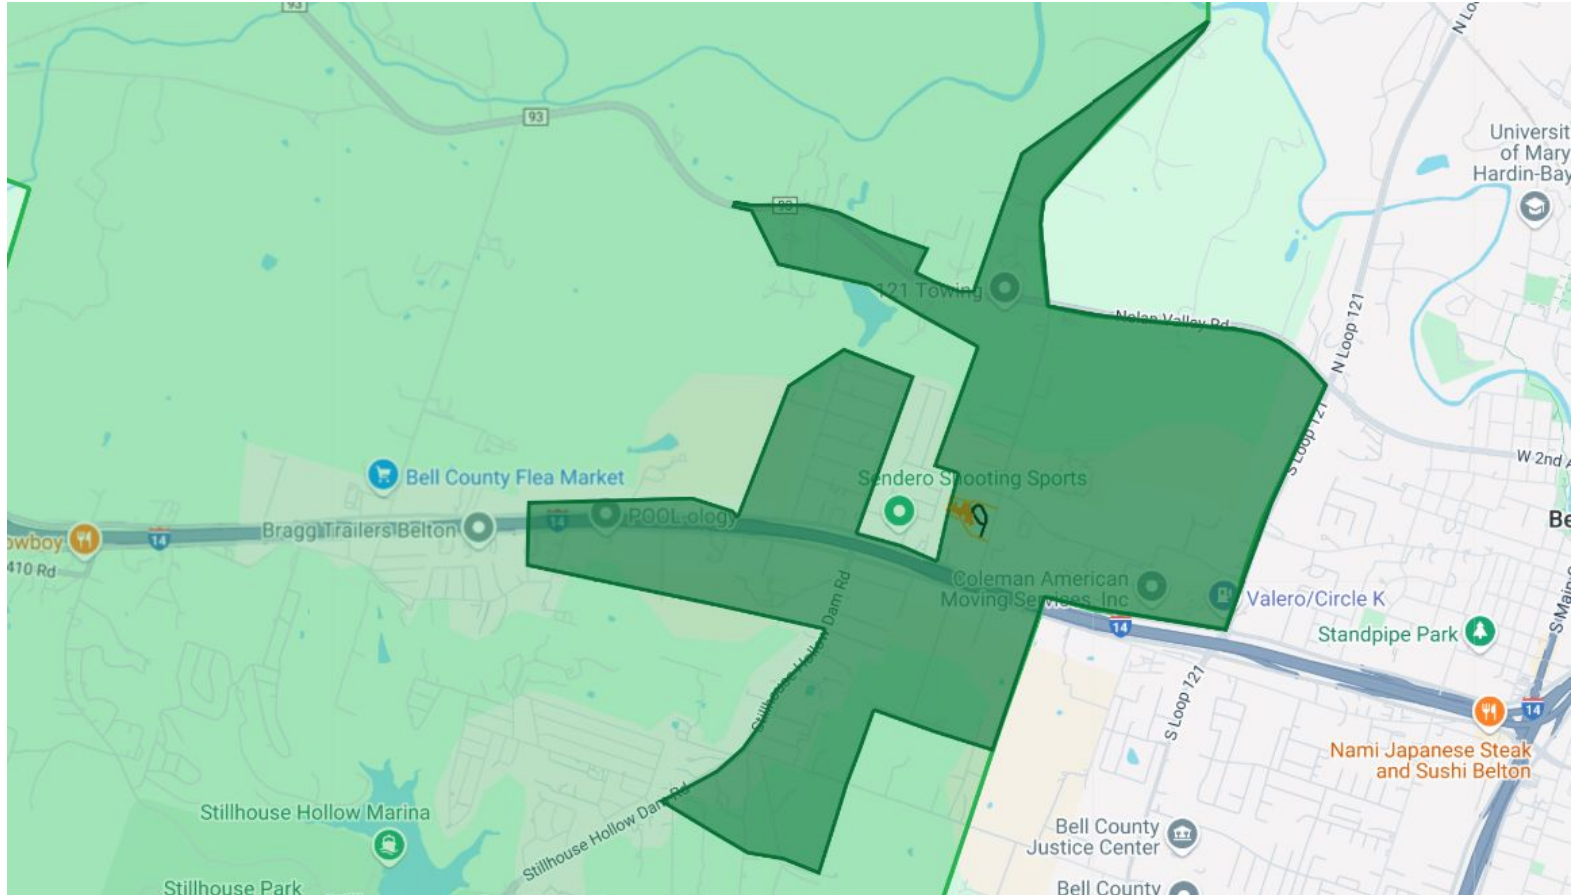 93
N Lo
93
Universit
of Mary
Hardin-Bay
93
121 Towing
Nolan Valley Rd
N Loop 121
S Loop 121
W 2nd A
Bell County Flea Market
Sendero Shooting Sports
14
POOL.ology
Bragg Trailers Belton
owboy
14
410 Rd
Be
Coleman American
Moving Services, Inc
Valero/Circle K
14
Stillhouse Hollow Dam Rd
Standpipe Park
S Main
S Loop 121
14
Nami Japanese Steak
and Sushi Belton
Stillhouse Hollow Dam Rd
Stillhouse Hollow Marina
Bell County
Justice Center
Stillhouse Park
Bell County